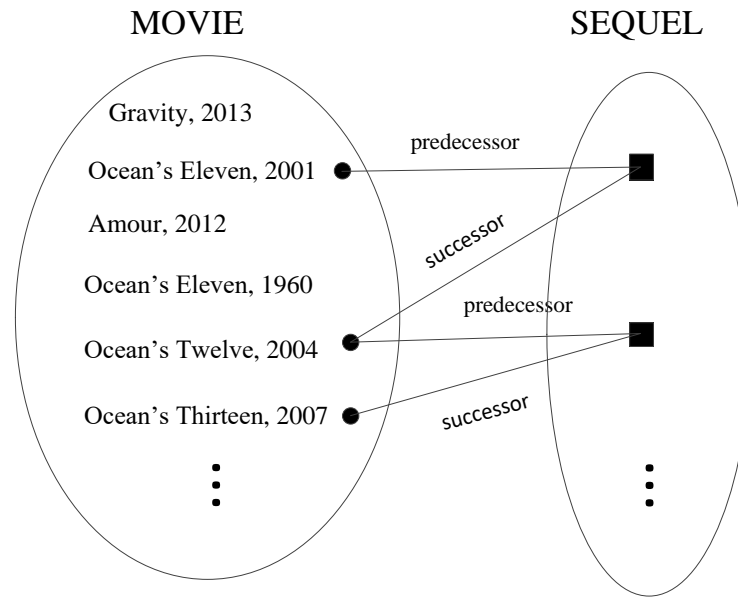 MOVIE
SEQUEL
Gravity, 2013
predecessor
Ocean’s Eleven, 2001
Amour, 2012
successor
Ocean’s Eleven, 1960
predecessor
Ocean’s Twelve, 2004
Ocean’s Thirteen, 2007
successor